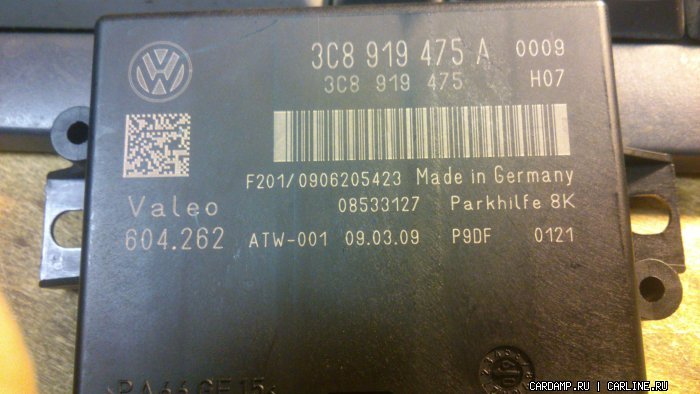 3C8 919 475 A 0009
3C8 919 475 H07
F201/0906205423 Made in Germany
Valeo 08533127 Parkhilfe 8K
604.262 ATW-001 09.03.09 P9DF 0121
CARDAMP.RU | CARLINE.RU